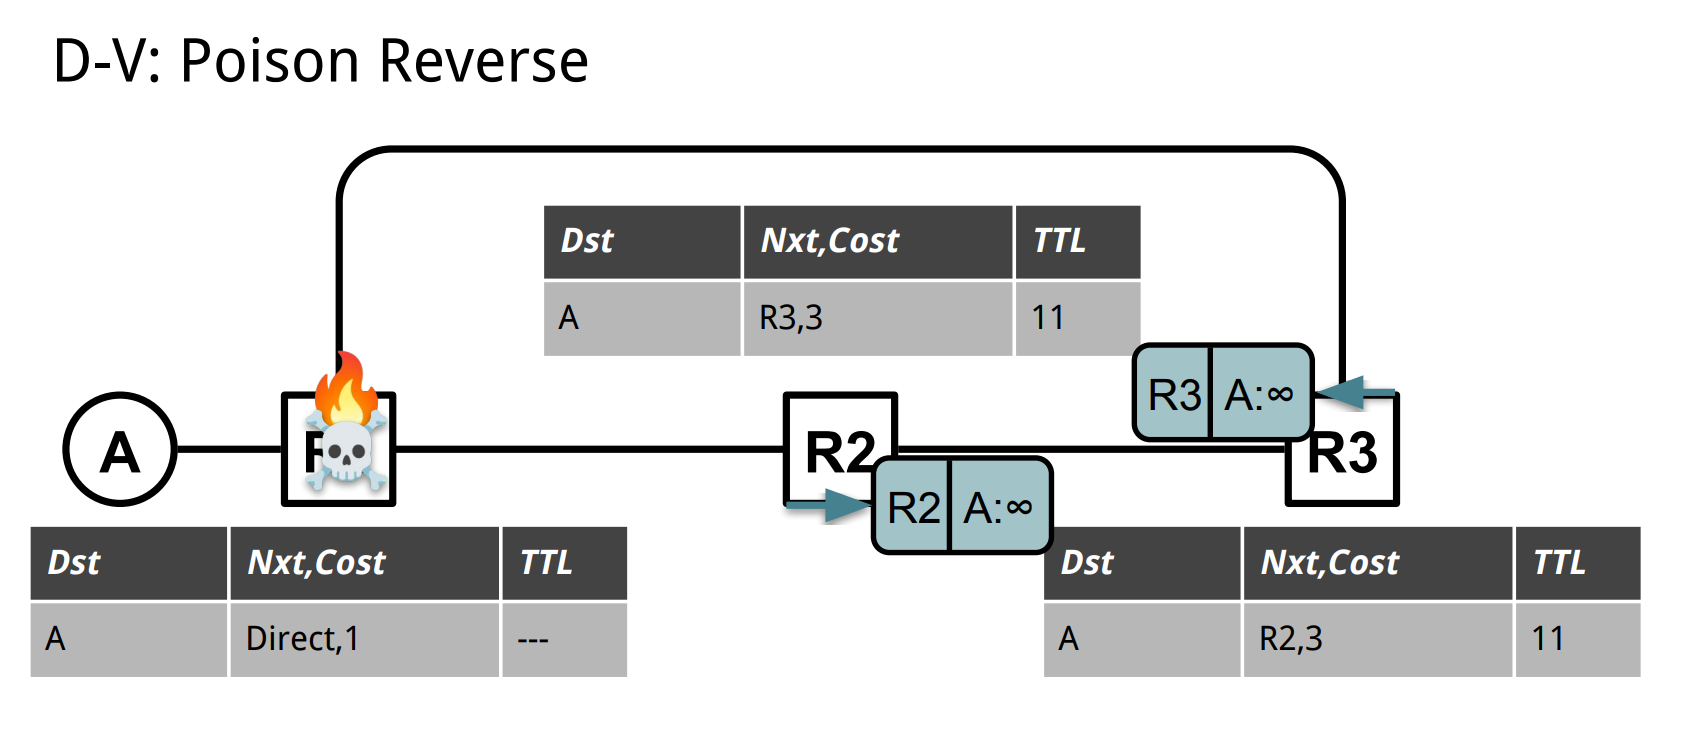 D-V: Poison Reverse
Dst Nxt,Cost TTL
A R3,3 11
R3 A:∞
A R2 R3
R2 A:∞
Dst Nxt,Cost TTL
A Direct,1 ---
Dst Nxt,Cost TTL
A R2,3 11